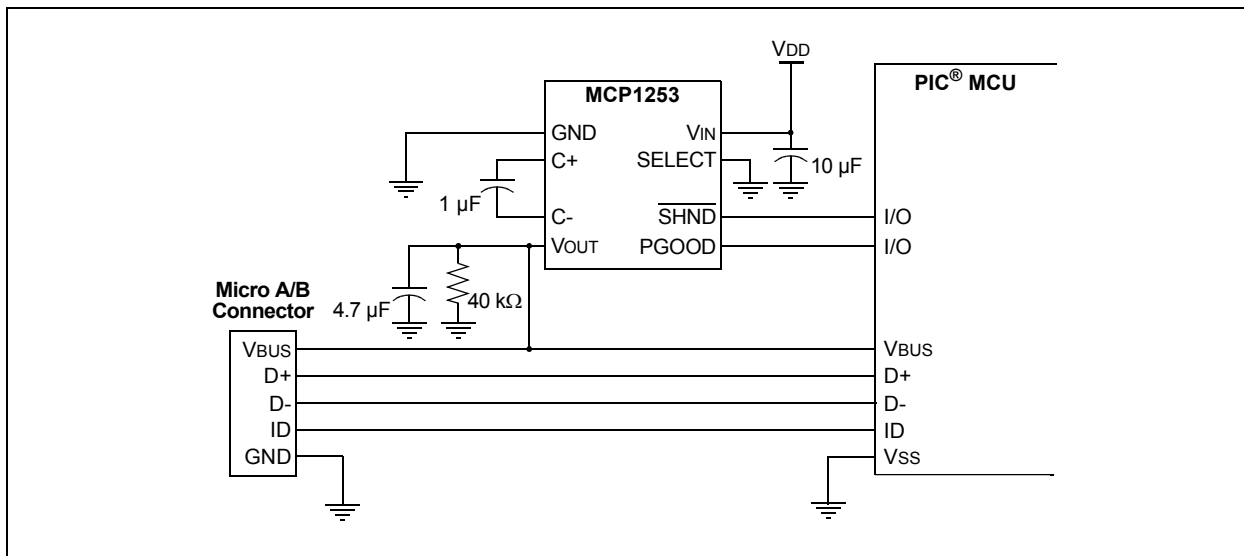 VDD
PIC® MCU
MCP1253
GND
VIN
C+
SELECT
10 µF
1 µF
C-
SHND
I/O
VOUT
PGOOD
I/O
Micro A/B
Connector
4.7 µF
40 kΩ
VBUS
VBUS
D+
D+
D-
D-
ID
ID
GND
VSS